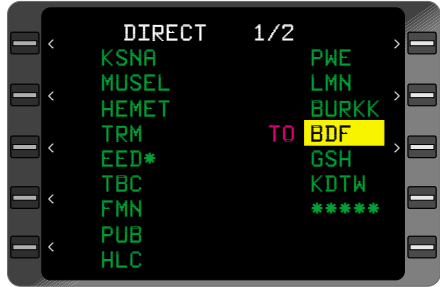 DIRECT 1/2
KSNA PWE
MUSEL LMN
HEMET BURKK
TRM TO BDF
EED* GSH
TBC KDTW
FMN *****
PUB
HLC